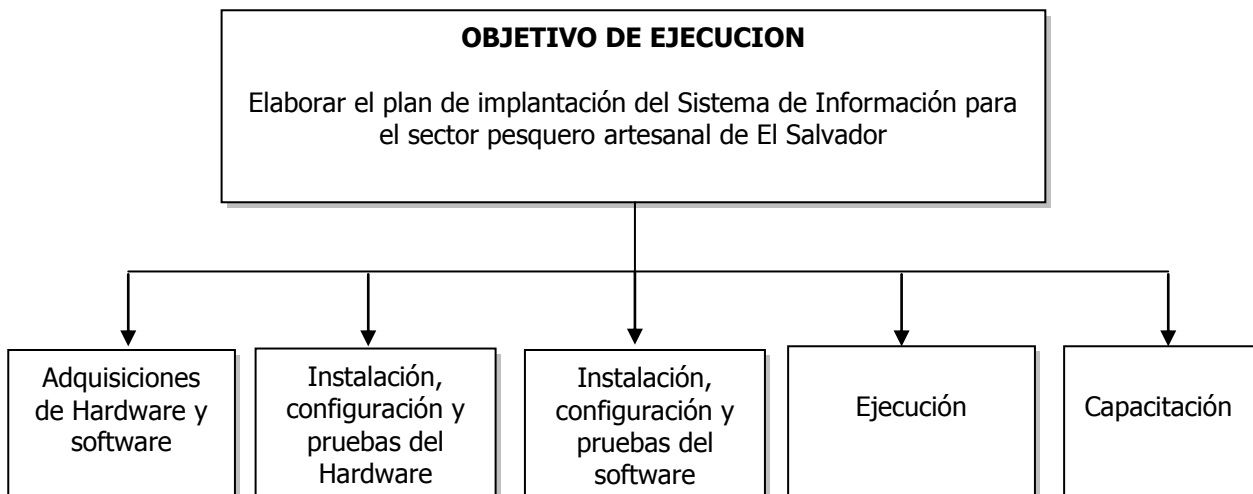 OBJETIVO DE EJECUCION
Elaborar el plan de implantación del Sistema de Información para
el sector pesquero artesanal de El Salvador
Adquisiciones
de Hardware y
software
Instalación,
configuración y
pruebas del
Hardware
Instalación,
configuración y
pruebas del
software
Ejecución
Capacitación